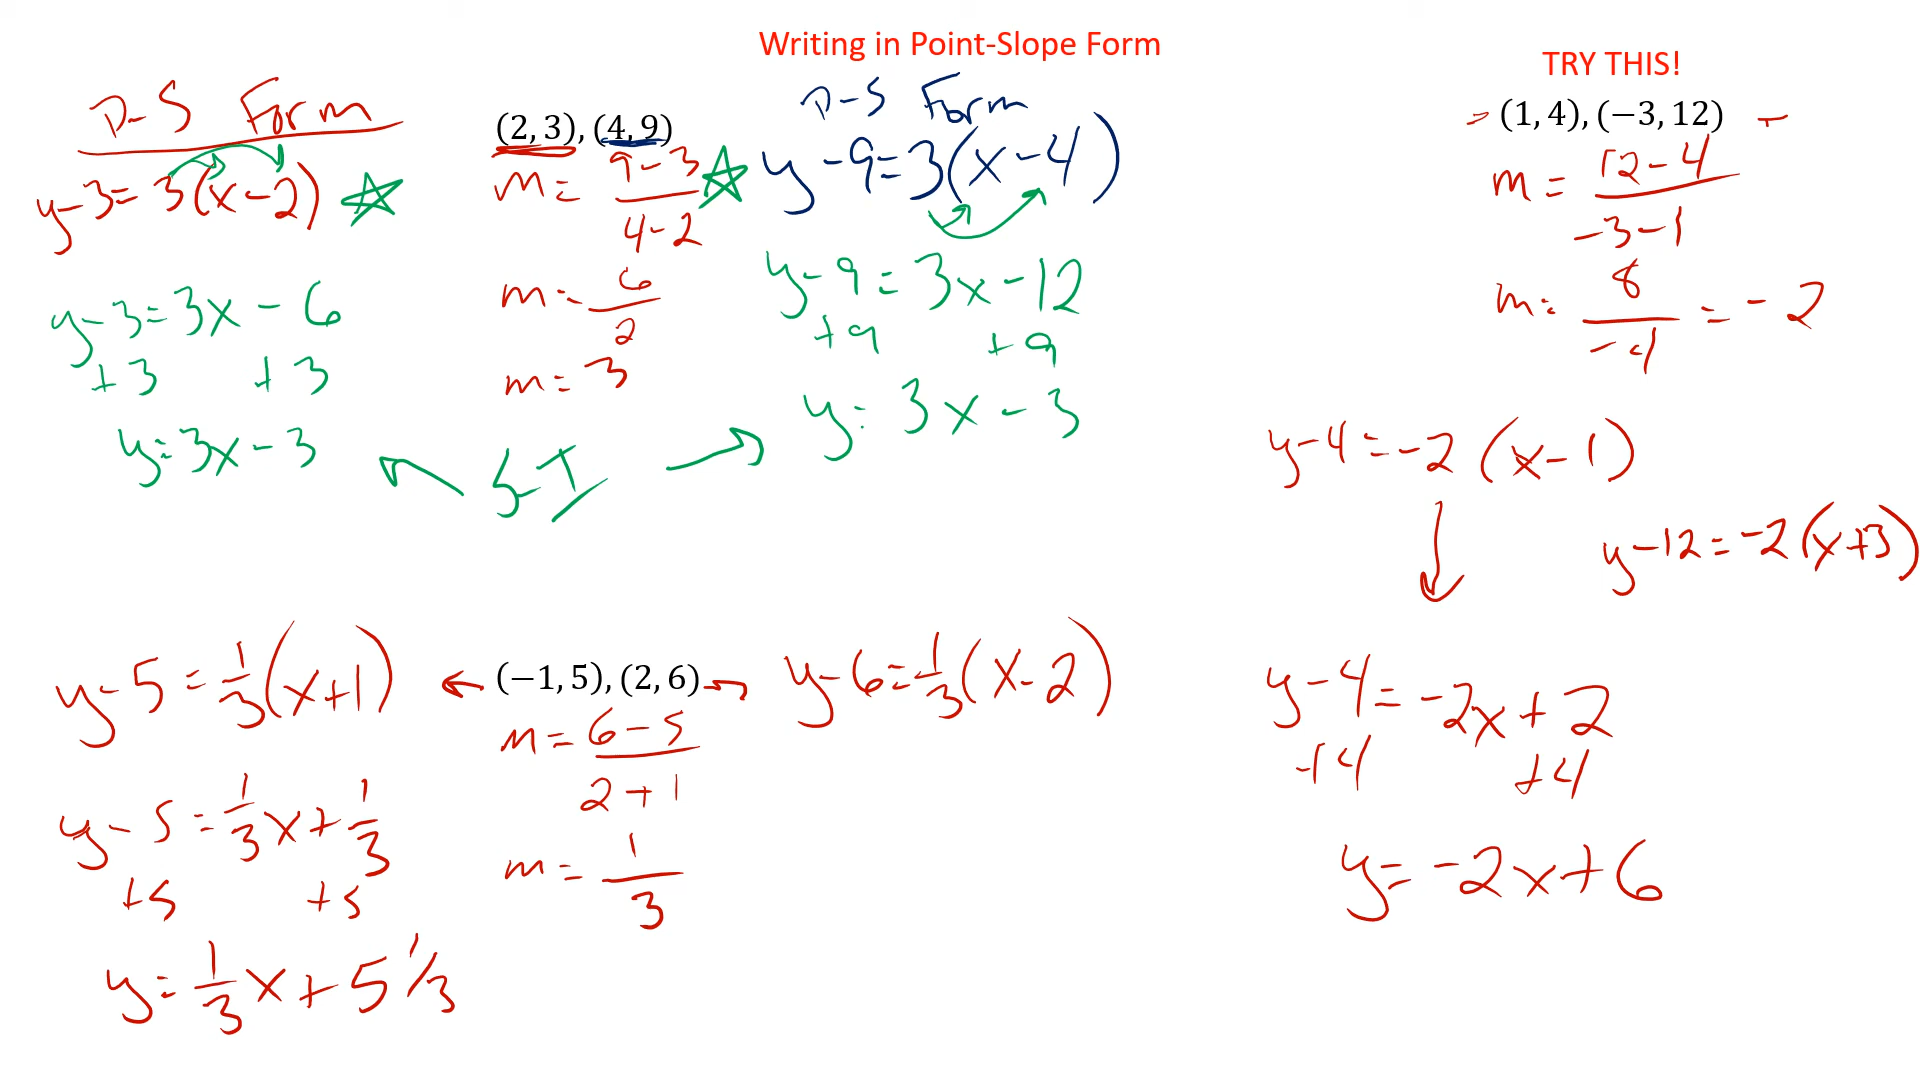 Writing in Point-Slope Form
P-S Form
y-3=3(x-2)
y-3=3x-6
+3 +3
y=3x-3
(2,3),(4,9)
m= 9-3
4-2
m= 6
2
m=3
S-I
P-S Form
y-9=3(x-4)
y-9=3x-12
+9 +9
y=3x-3
y-5=1/3(x+1)
y-5=1/3x+1/3
+5 +5
y=1/3x+5 1/3
(−1,5),(2,6)
m= 6-5
2+1
m= 1
3
y-6=1/3(x-2)
TRY THIS!
(1,4),(−3,12)
m= 12-4
-3-1
m= 8
-4 =-2
y-4=-2(x-1)
y-12=-2(x+3)
y-4=-2x+2
+4 +4
y=-2x+6